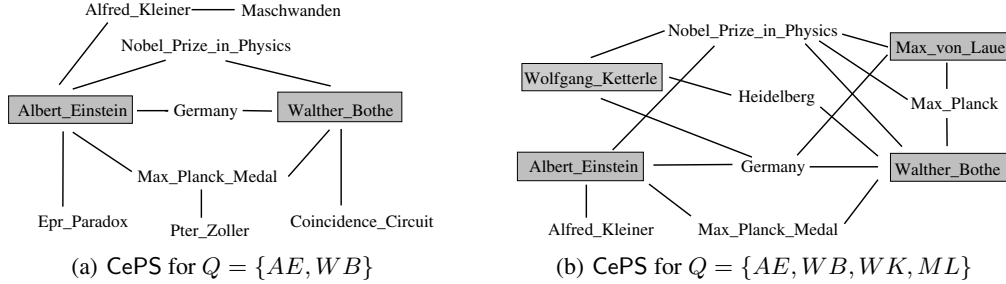 Alfred_Kleiner Maschwanden
Nobel_Prize_in_Physics
Albert_Einstein Germany Walther_Bothe
Max_Planck_Medal
Epr_Paradox Pter_Zoller Coincidence_Circuit
(a) CePS for Q = {AE, WB}
Nobel_Prize_in_Physics Max_von_Laue
Wolfgang_Ketterle Heidelberg Max_Planck
Albert_Einstein Germany Walther_Bothe
Alfred_Kleiner Max_Planck_Medal
(b) CePS for Q = {AE, WB, WK, ML}